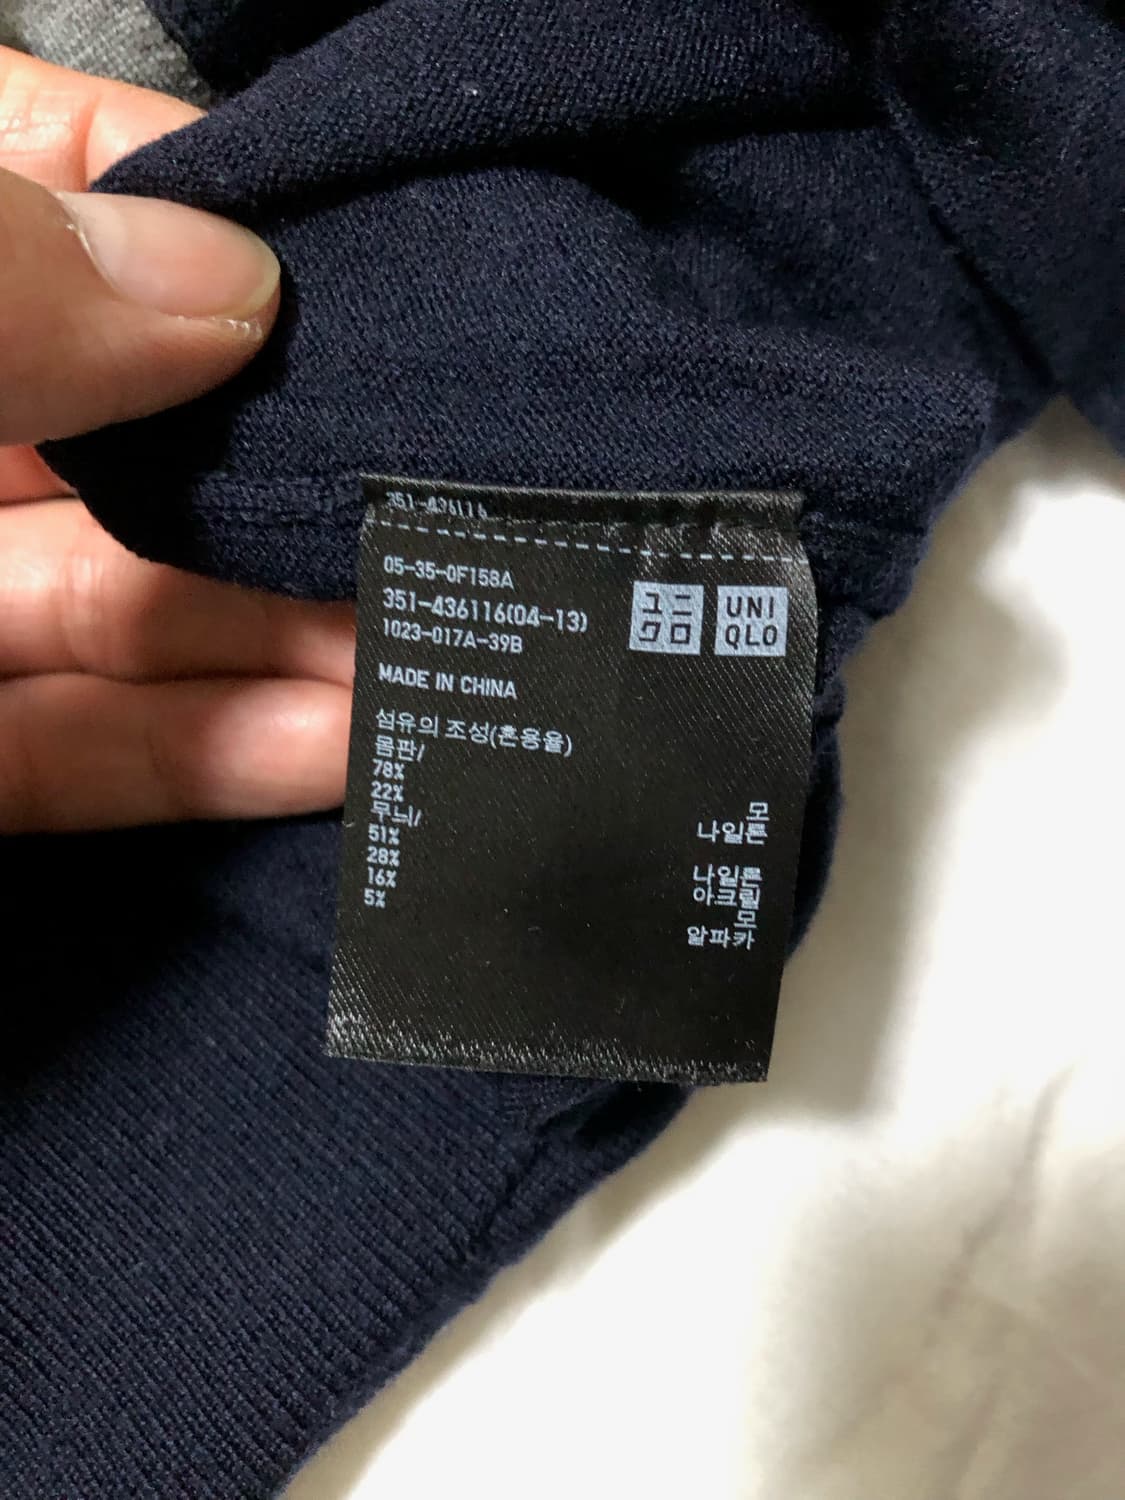 351-436116
05-35-0F158A
351-436116(04-13)
1023-017A-39B
ユニ
クロ
UNI
QLO
MADE IN CHINA
섬유의 조성(혼용율)
몸판/
78% 모
22% 나일론
무늬/
51% 나일론
28% 아크릴
16% 모
5% 알파카